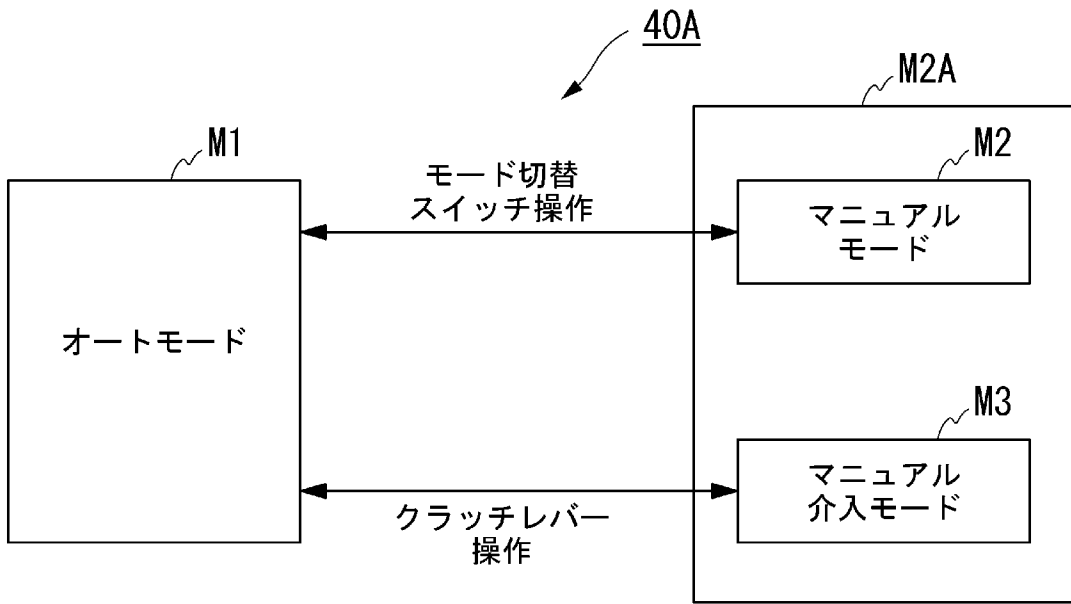 40A
M2A
M1
M2
モード切替
スイッチ操作
マニュアル
モード
オートモード
M3
マニュアル
介入モード
クラッチレバー
操作